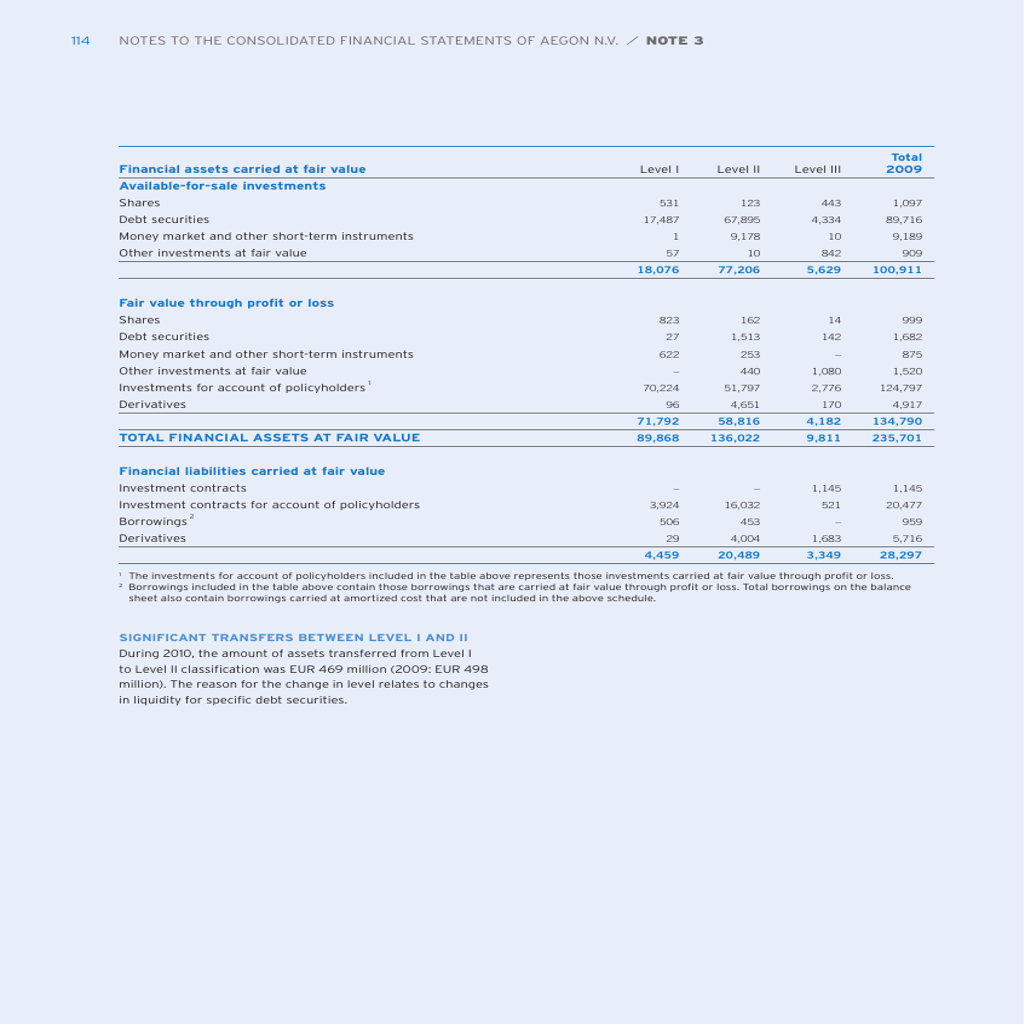 114 NOTES TO THE CONSOLIDATED FINANCIAL STATEMENTS OF AEGON N.V. / NOTE 3
Total
Financial assets carried at fair value Level I Level II Level III 2009
Available-for-sale investments
Shares 531 123 443 1,097
Debt securities 17,487 67,895 4,334 89,716
Money market and other short-term instruments 1 9,178 10 9,189
Other investments at fair value 57 10 842 909
18,076 77,206 5,629 100,911
Fair value through profit or loss
Shares 823 162 14 999
Debt securities 27 1,513 142 1,682
Money market and other short-term instruments 622 253 – 875
Other investments at fair value – 440 1,080 1,520
Investments for account of policyholders 1 70,224 51,797 2,776 124,797
Derivatives 96 4,651 170 4,917
71,792 58,816 4,182 134,790
TOTAL FINANCIAL ASSETS AT FAIR VALUE 89,868 136,022 9,811 235,701
Financial liabilities carried at fair value
Investment contracts – – 1,145 1,145
Investment contracts for account of policyholders 3,924 16,032 521 20,477
Borrowings 2 506 453 – 959
Derivatives 29 4,004 1,683 5,716
4,459 20,489 3,349 28,297
1 The investments for account of policyholders included in the table above represents those investments carried at fair value through profit or loss.
2 Borrowings included in the table above contain those borrowings that are carried at fair value through profit or loss. Total borrowings on the balance
sheet also contain borrowings carried at amortized cost that are not included in the above schedule.
SIGNIFICANT TRANSFERS BETWEEN LEVEL I AND II
During 2010, the amount of assets transferred from Level I
to Level II classification was EUR 469 million (2009: EUR 498
million). The reason for the change in level relates to changes
in liquidity for specific debt securities.